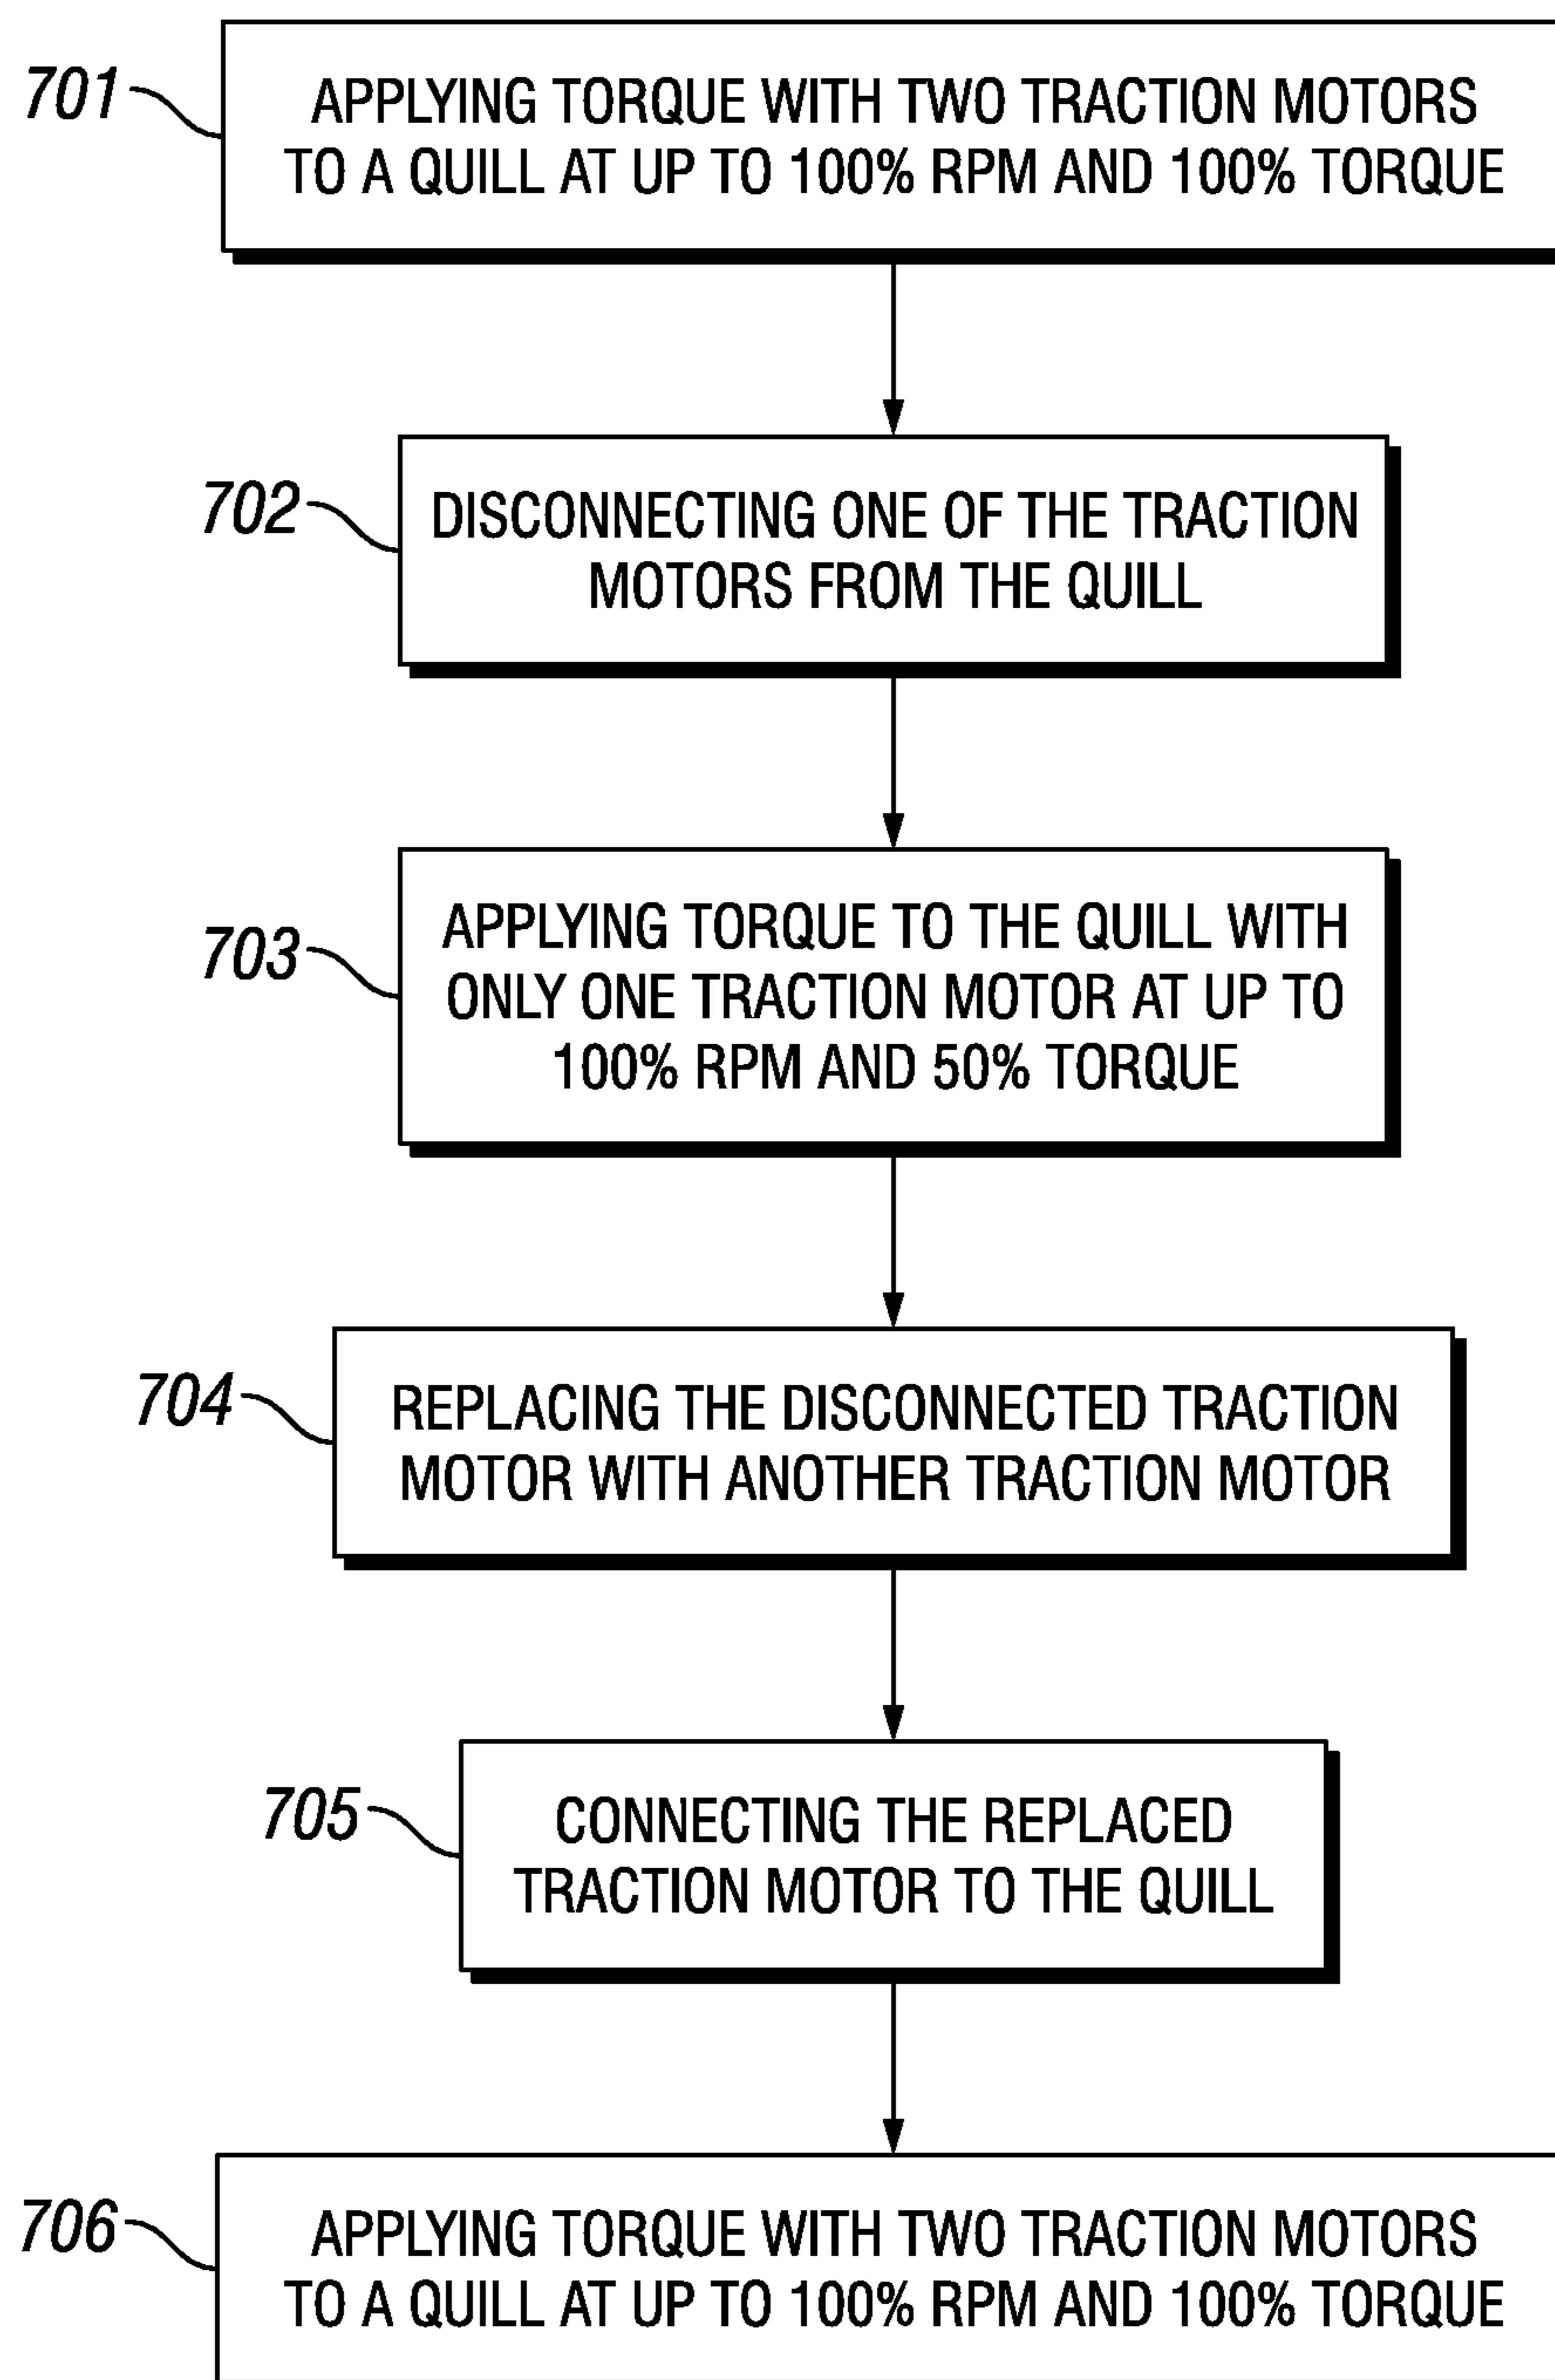 701
APPLYING TORQUE WITH TWO TRACTION MOTORS
TO A QUILL AT UP TO 100% RPM AND 100% TORQUE
702
DISCONNECTING ONE OF THE TRACTION
MOTORS FROM THE QUILL
703
APPLYING TORQUE TO THE QUILL WITH
ONLY ONE TRACTION MOTOR AT UP TO
100% RPM AND 50% TORQUE
704
REPLACING THE DISCONNECTED TRACTION
MOTOR WITH ANOTHER TRACTION MOTOR
705
CONNECTING THE REPLACED
TRACTION MOTOR TO THE QUILL
706
APPLYING TORQUE WITH TWO TRACTION MOTORS
TO A QUILL AT UP TO 100% RPM AND 100% TORQUE